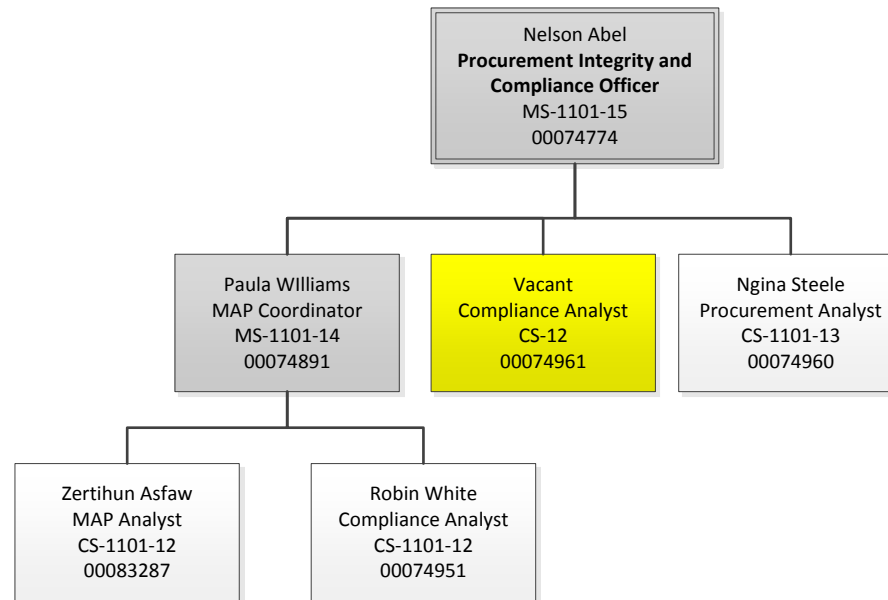 Nelson Abel
Procurement Integrity and
Compliance Officer
MS-1101-15
00074774
Paula WIlliams
MAP Coordinator
MS-1101-14
00074891
Vacant
Compliance Analyst
CS-12
00074961
Ngina Steele
Procurement Analyst
CS-1101-13
00074960
Zertihun Asfaw
MAP Analyst
CS-1101-12
00083287
Robin White
Compliance Analyst
CS-1101-12
00074951